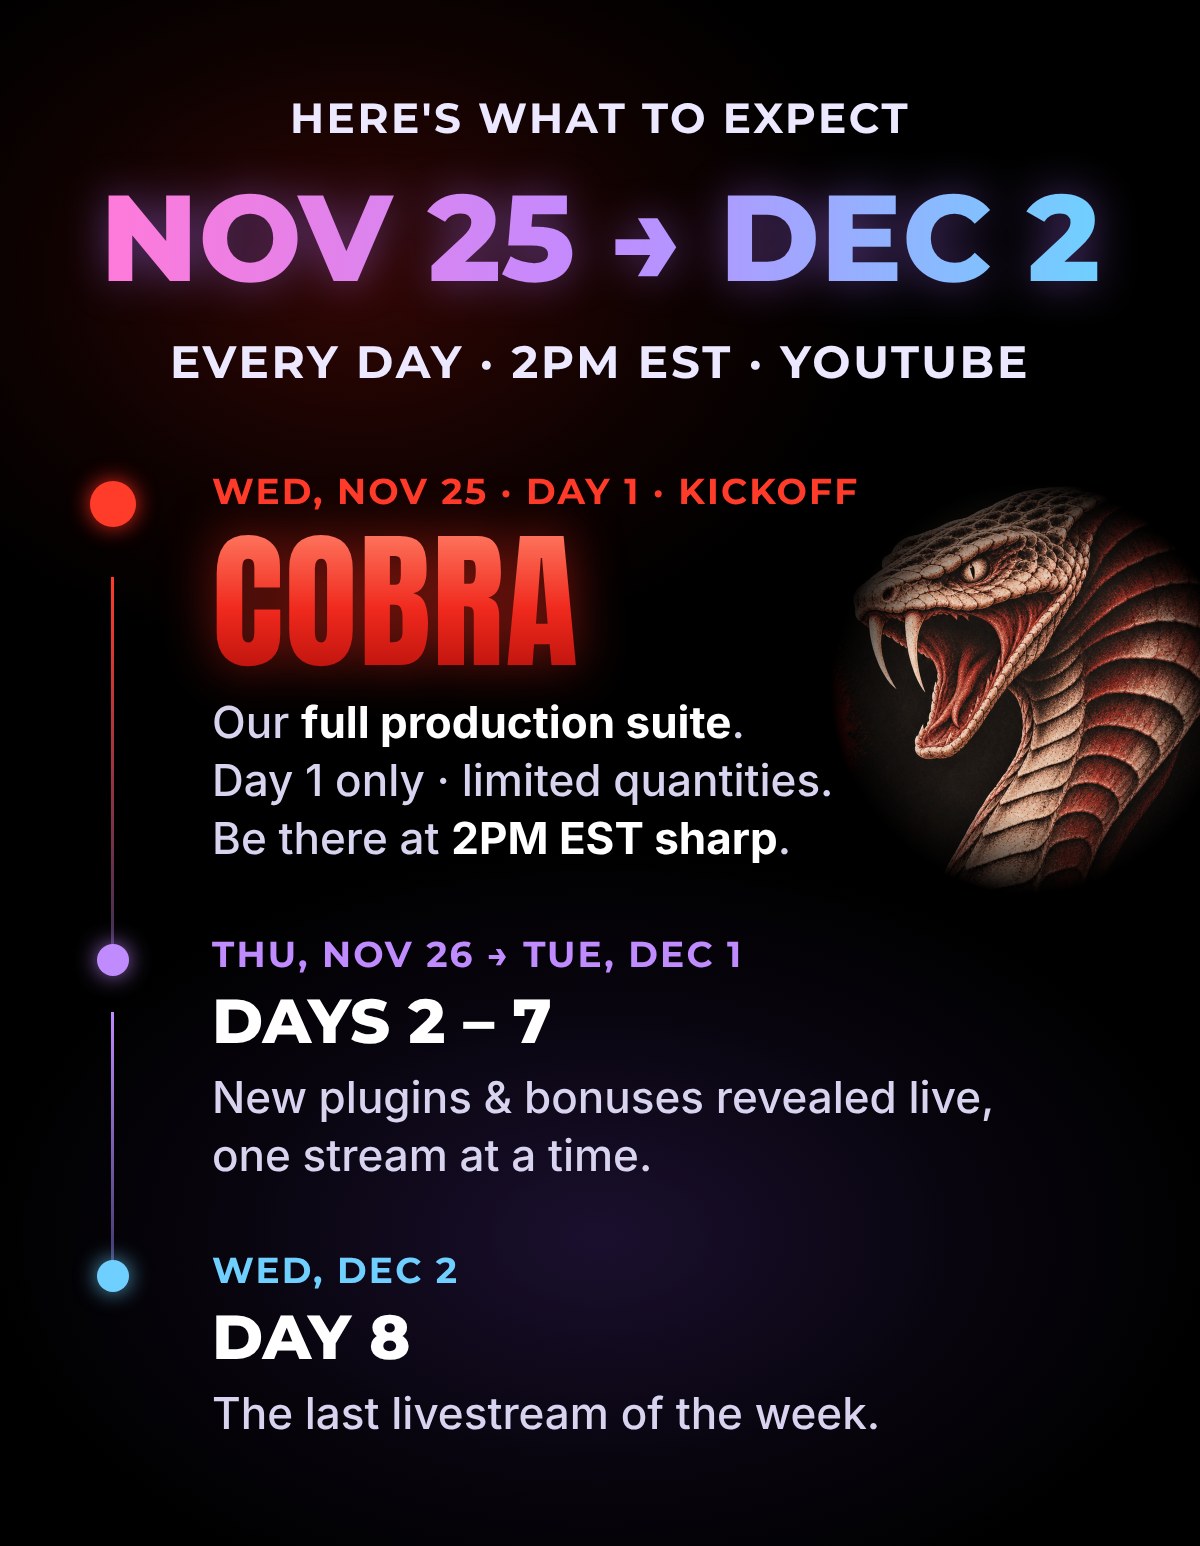 HERE'S WHAT TO EXPECT
NOV 25 → DEC 2
EVERY DAY · 2PM EST · YOUTUBE
WED, NOV 25 · DAY 1 · KICKOFF
COBRA
Our full production suite.
Day 1 only · limited quantities.
Be there at 2PM EST sharp.
THU, NOV 26 → TUE, DEC 1
DAYS 2 – 7
New plugins & bonuses revealed live,
one stream at a time.
WED, DEC 2
DAY 8
The last livestream of the week.